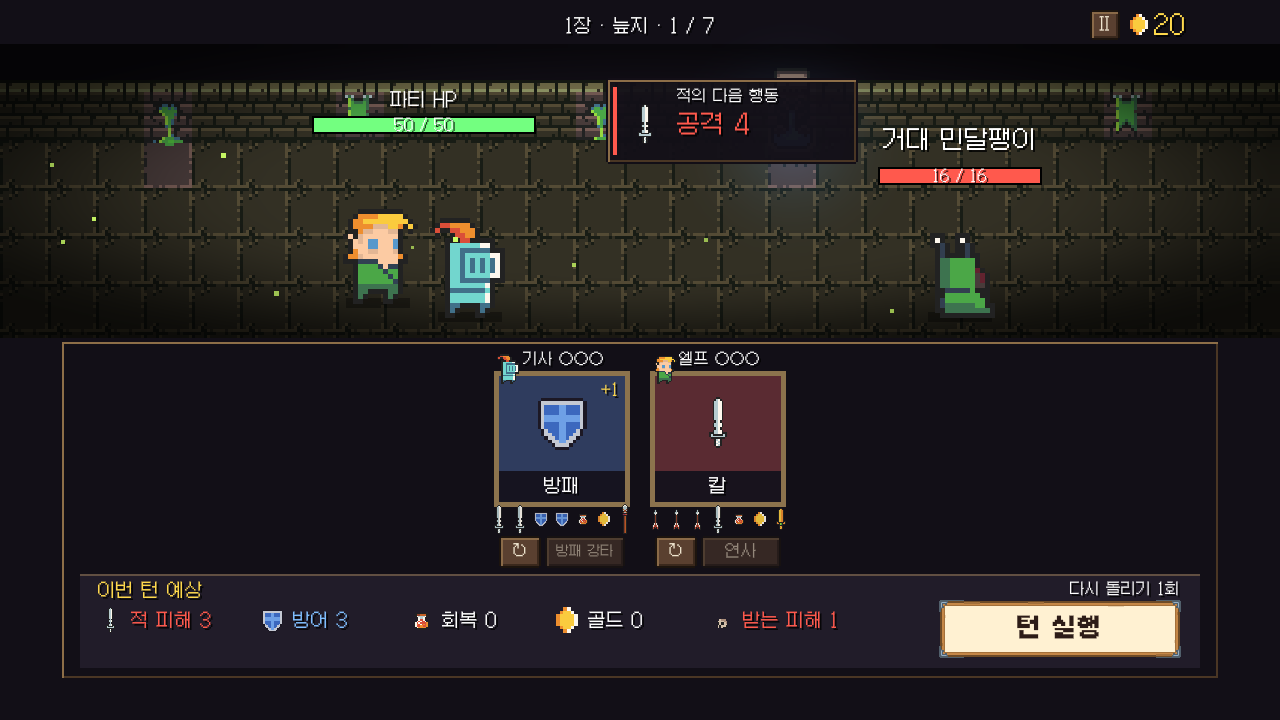 1장 · 늪지 · 1 / 7
II
20
파티 HP
50 / 50
적의 다음 행동
공격 4
거대 민달팽이
16 / 16
기사 ○○○
엘프 ○○○
+1
방패
칼
↻
방패 강타
↻
연사
이번 턴 예상
다시 돌리기 1회
적 피해 3
방어 3
회복 0
골드 0
받는 피해 1
턴 실행